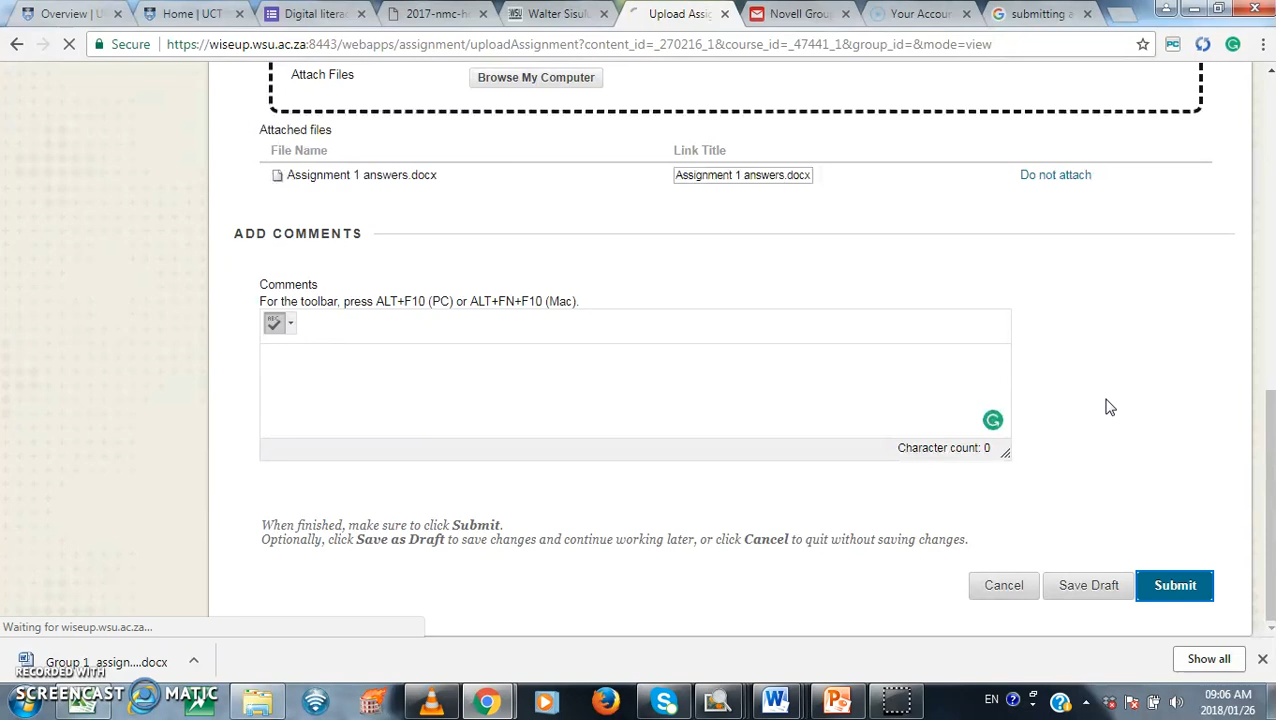 Overview | U
Home | UCT
Digital litera
2017-nmc-h
Walter Sisulu
Upload Assig
Novell Group
Your Accoun
submitting a
Secure
https://wiseup.wsu.ac.za:8443/webapps/assignment/uploadAssignment?content_id=_270216_1&course_id=_47441_1&group_id=&mode=view
PC
Attach Files
Browse My Computer
Attached files
File Name Link Title
Assignment 1 answers.docx Assignment 1 answers.docx Do not attach
ADD COMMENTS
Comments
For the toolbar, press ALT+F10 (PC) or ALT+FN+F10 (Mac).
ABC
Character count: 0
When finished, make sure to click Submit.
Optionally, click Save as Draft to save changes and continue working later, or click Cancel to quit without saving changes.
Cancel Save Draft Submit
Waiting for wiseup.wsu.ac.za...
Group 1_assign....docx
Show all
RECORDED WITH
SCREENCAST MATIC
EN
09:06 AM
2018/01/26